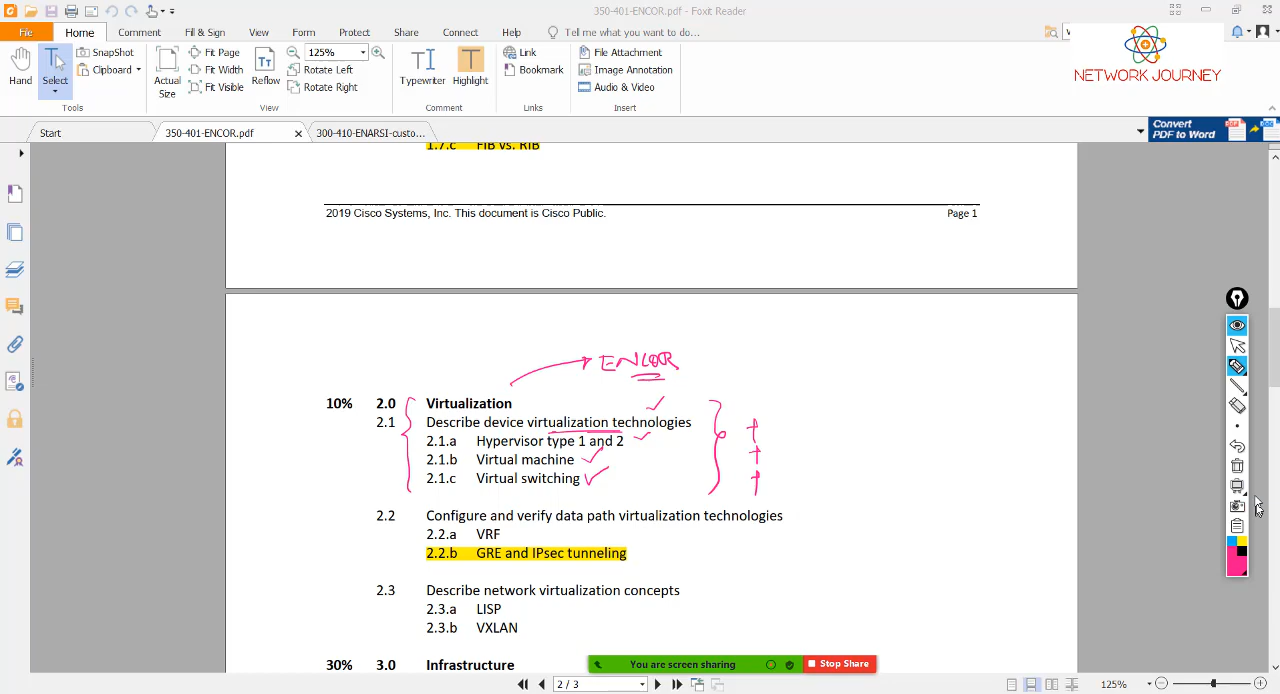 350-401-ENCOR.pdf - Foxit Reader
File Home Comment View Form Protect Share Connect Help Tell me what you want to do...
Fill & Sign
NETWORK JOURNEY
Hand
Select
SnapShot
Clipboard
Tools
Actual Size
Fit Page
Fit Width
Fit Visible
Reflow
125%
Rotate Left
Rotate Right
View
Typewriter
Highlight
Comment
Link
Bookmark
Links
File Attachment
Image Annotation
Audio & Video
Insert
Start
350-401-ENCOR.pdf
300-410-ENARSI-custo...
Convert
PDF to Word
1.7.c FIB vs. RIB
2019 Cisco Systems, Inc. This document is Cisco Public. Page 1
ENCOR
10% 2.0 Virtualization
2.1 Describe device virtualization technologies
2.1.a Hypervisor type 1 and 2
2.1.b Virtual machine
2.1.c Virtual switching
2.2 Configure and verify data path virtualization technologies
2.2.a VRF
2.2.b GRE and IPsec tunneling
2.3 Describe network virtualization concepts
2.3.a LISP
2.3.b VXLAN
30% 3.0 Infrastructure
You are screen sharing Stop Share
2 / 3
125%